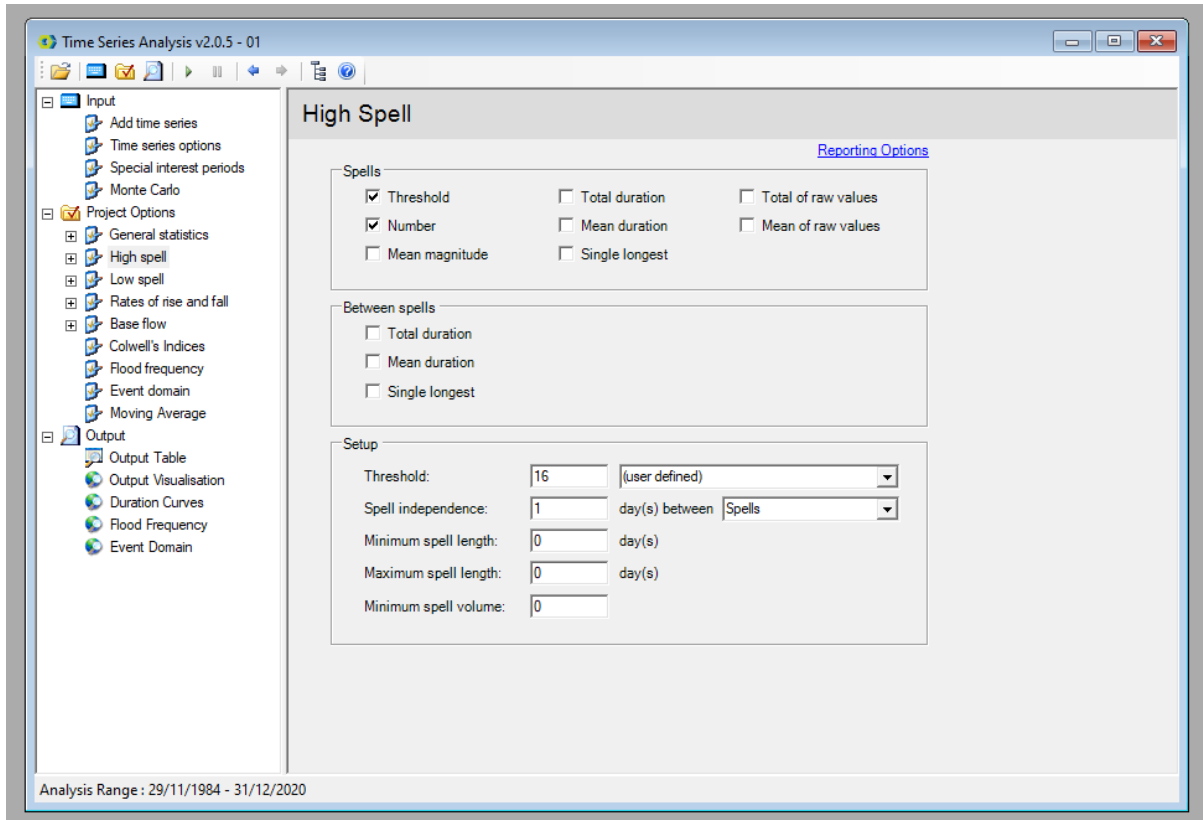 Time Series Analysis v2.0.5 - 01
Input
Add time series
Time series options
Special interest periods
Monte Carlo
Project Options
General statistics
High spell
Low spell
Rates of rise and fall
Base flow
Colwell's Indices
Flood frequency
Event domain
Moving Average
Output
Output Table
Output Visualisation
Duration Curves
Flood Frequency
Event Domain
High Spell
Reporting Options
Spells
Threshold Total duration Total of raw values
Number Mean duration Mean of raw values
Mean magnitude Single longest
Between spells
Total duration
Mean duration
Single longest
Setup
Threshold: 16 (user defined)
Spell independence: 1 day(s) between Spells
Minimum spell length: 0 day(s)
Maximum spell length: 0 day(s)
Minimum spell volume: 0
Analysis Range : 29/11/1984 - 31/12/2020